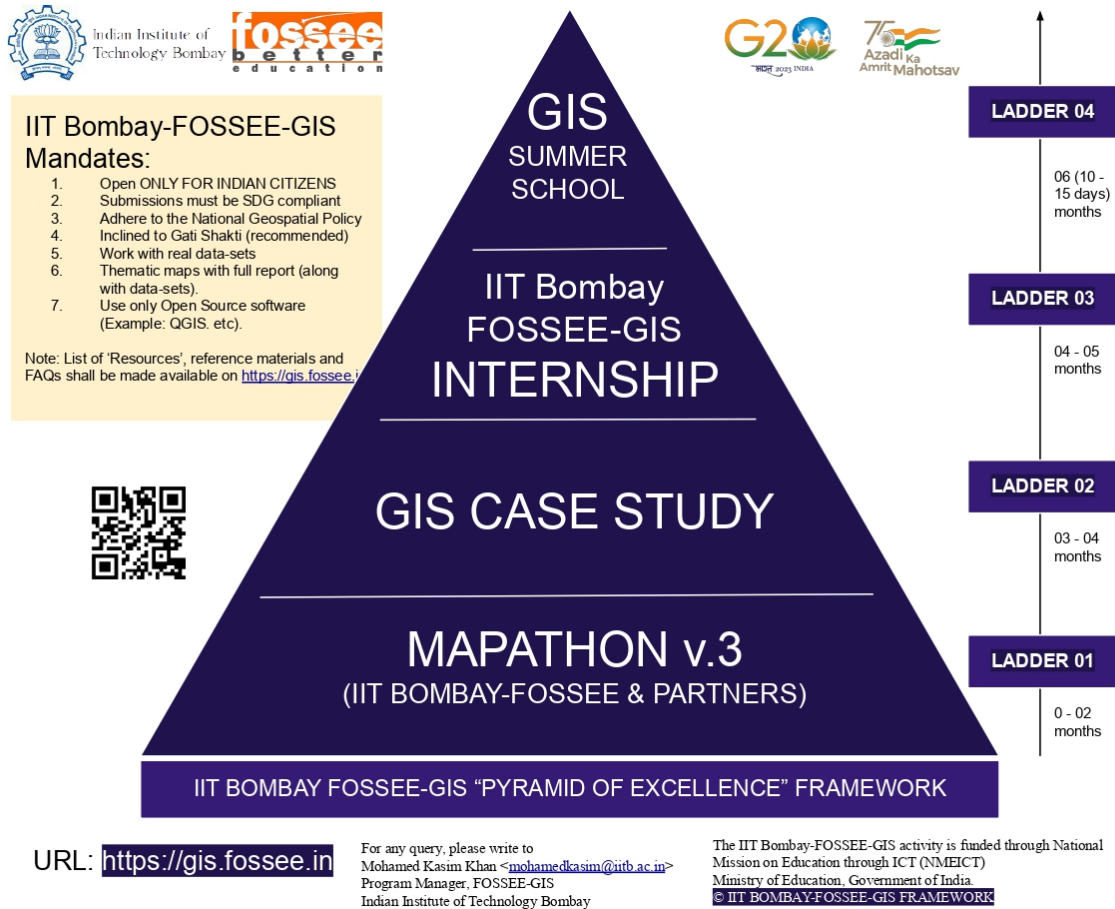 Indian Institute of
Technology Bombay
fossee
better
education
G20
भारत 2023 INDIA
75
Azadi Ka
Amrit Mahotsav
IIT Bombay-FOSSEE-GIS
Mandates:
1. Open ONLY FOR INDIAN CITIZENS
2. Submissions must be SDG compliant
3. Adhere to the National Geospatial Policy
4. Inclined to Gati Shakti (recommended)
5. Work with real data-sets
6. Thematic maps with full report (along
with data-sets).
7. Use only Open Source software
(Example: QGIS. etc).
Note: List of ‘Resources’, reference materials and
FAQs shall be made available on https://gis.fossee.i
GIS
SUMMER
SCHOOL
IIT Bombay
FOSSEE-GIS
INTERNSHIP
GIS CASE STUDY
MAPATHON v.3
(IIT BOMBAY-FOSSEE & PARTNERS)
IIT BOMBAY FOSSEE-GIS “PYRAMID OF EXCELLENCE” FRAMEWORK
LADDER 04
06 (10 -
15 days)
months
LADDER 03
04 - 05
months
LADDER 02
03 - 04
months
LADDER 01
0 - 02
months
URL: https://gis.fossee.in
For any query, please write to
Mohamed Kasim Khan <mohamedkasim@iitb.ac.in>
Program Manager, FOSSEE-GIS
Indian Institute of Technology Bombay
The IIT Bombay-FOSSEE-GIS activity is funded through National
Mission on Education through ICT (NMEICT)
Ministry of Education, Government of India.
© IIT BOMBAY-FOSSEE-GIS FRAMEWORK